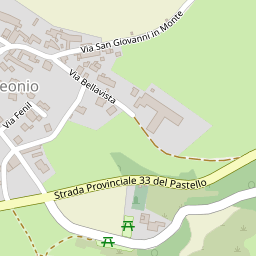 Via San Giovanni in Monte
Via Bellavista
eonio
Via Fenil
Strada Provinciale 33 del Pastello